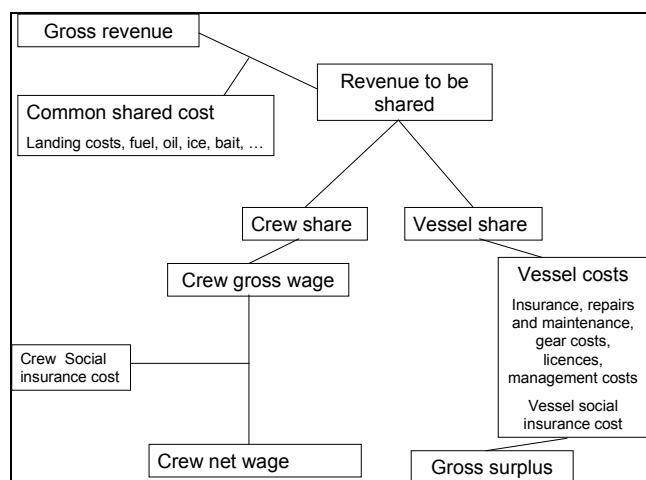 Gross revenue
Revenue to be
shared
Common shared cost
Landing costs, fuel, oil, ice, bait, …
Crew share
Vessel share
Crew gross wage
Vessel costs
Insurance, repairs
and maintenance,
gear costs,
licences,
management costs
Vessel social
insurance cost
Crew Social
insurance cost
Crew net wage
Gross surplus